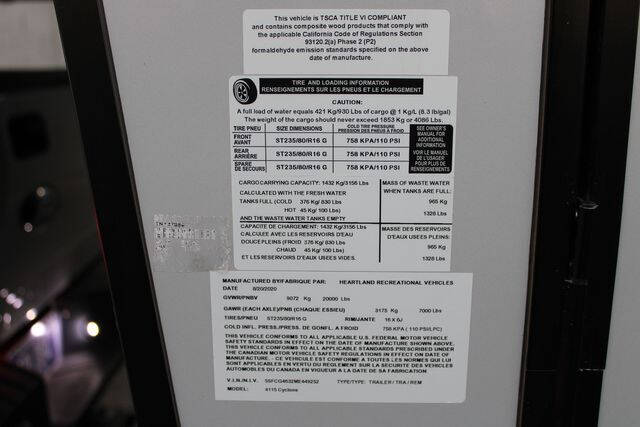 This vehicle is TSCA TITLE VI COMPLIANT
and contains composite wood products that comply with
the applicable California Code of Regulations Section
93120.2(a) Phase 2 (P2)
formaldehyde emission standards specified on the above
date of manufacture.
TIRE AND LOADING INFORMATION
RENSEIGNEMENTS SUR LES PNEUS ET LE CHARGEMENT
CAUTION:
A full load of water equals 421 Kg/930 Lbs of cargo @ 1 Kg/L (8.3 lb/gal)
The weight of the cargo should never exceed 1853 Kg or 4086 Lbs.
TIRE PNEU SIZE DIMENSIONS COLD TIRE PRESSURE
PRESSION DES PNEUS À FROID
FRONT
AVANT ST235/80/R16 G 758 KPA/110 PSI
REAR
ARRIÈRE ST235/80/R16 G 758 KPA/110 PSI
SPARE
DE SECOURS ST235/80/R16 G 758 KPA/110 PSI
SEE OWNER'S
MANUAL FOR
ADDITIONAL
INFORMATION
VOIR LE MANUEL
DE L'USAGER
POUR PLUS DE
RENSEIGNEMENTS
CARGO CARRYING CAPACITY: 1432 Kg/3156 Lbs
CALCULATED WITH THE FRESH WATER
TANKS FULL (COLD 376 Kg/ 830 Lbs
HOT 45 Kg/ 100 Lbs)
AND THE WASTE WATER TANKS EMPTY
MASS OF WASTE WATER
WHEN TANKS ARE FULL:
965 Kg
1328 Lbs
CAPACITE DE CHARGEMENT: 1432 Kg/3156 Lbs
CALCULEE AVEC LES RESERVOIRS D'EAU
DOUCE PLEINS (FROID 376 Kg/ 830 Lbs
CHAUD 45 Kg/ 100 Lbs)
ET LES RESERVOIRS D'EAUX USEES VIDES.
MASSE DES RESERVOIRS
D'EAUX USEES PLEINS:
965 Kg
1328 Lbs
MANUFACTURED BY/FABRIQUE PAR: HEARTLAND RECREATIONAL VEHICLES
DATE 8/20/2020
GVWR/PNBV 9072 Kg 20000 Lbs
GAWR (EACH AXLE)/PNB (CHAQUE ESSIEU) 3175 Kg 7000 Lbs
TIRES/PNEU ST235/80/R16 G RIM/JANTE 16 X 6J
COLD INFL. PRESS./PRESS. DE GONFL. A FROID 758 KPA ( 110 PSI/LPC)
THIS VEHICLE CONFORMS TO ALL APPLICABLE U.S. FEDERAL MOTOR VEHICLE
SAFETY STANDARDS IN EFFECT ON THE DATE OF MANUFACTURE SHOWN ABOVE.
THIS VEHICLE CONFORMS TO ALL APPLICABLE STANDARDS PRESCRIBED UNDER
THE CANADIAN MOTOR VEHICLE SAFETY REGULATIONS IN EFFECT ON THE DATE OF
MANUFACTURE. CE VEHICULE EST CONFORME A TOUTES LES NORMES QUI LUI
SONT APPLICABLES EN VERTU DU REGLEMENT SUR LA SECURITE DES VEHICULES
AUTOMOBILES DU CANADA EN VIGUEUR A LA DATE DE SA FABRICATION
V.I.N./N.I.V. 5SFCG4632ME449252 TYPE/TYPE: TRAILER / TRA / REM
MODEL: 4115 Cyclone